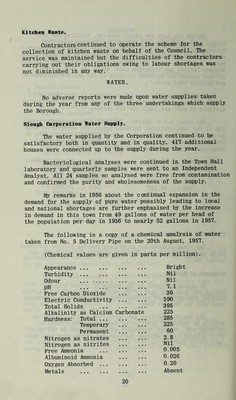 Kitchen Waste.
Contractors continued to operate the scheme for the
collection of kitchen waste on behalf of the Council. The
service was maintained but the difficulties of the contractors
carrying out their obligations owing to labour shortages was
not diminished in any way.
WATER.
No adverse reports were made upon water supplies taken
during the year from any of the three undertakings which supply
the Borough.
Slough Corporation Water Supply.
The water supplied by the Corporation continued to be
satisfactory both in quantity and in quality. 417 additional
houses were connected up to the supply during the year.
Bacteriological analyses were continued in the Town Hall
laboratory and quarterly samples were sent to an Independent
Analyst. All 24 samples so analysed were free from contamination
and confirmed the purity and wholesomeness of the supply.
My remarks in 1956 about the continual expansion in the
demand for the supply of pure water possibly leading to local
and national shortages are further emphasised by the increase
in demand in this town from 49 gallons of water per head of
the population per day in 1956 to nearly 52 gallons in 1957.
The following is a copy of a chemical analysis of water
taken from No. 5 Delivery Pipe on the 20th August, 1957.
(Chemical values are given in parts per million).
Appearance ... ... ... ... Bright
Turbidity ... ... ... ... Nil
Odour ... ... ... ... Nil
pH ... ... ... ... 7.1
Free Carbon Dioxide ... ... 30
Electric Conductivity ... ... 590
Total Solids ... ... ... 395
Alkalinity as Calcium Carbonate 225
Hardness: Total ... ... ... 285
Temporary ... ... 225
Permanent ... ... 60
Nitrogen as nitrates ... ... 2.8
Nitrogen as nitrites ... ... Nil
Free Ammonia ... ... ... 0.005
Albuminoid Ammonia ... ... 0.026
Oxygen Absorbed ... ... ... 0.20
Metals ... ... ... ... Absent
20